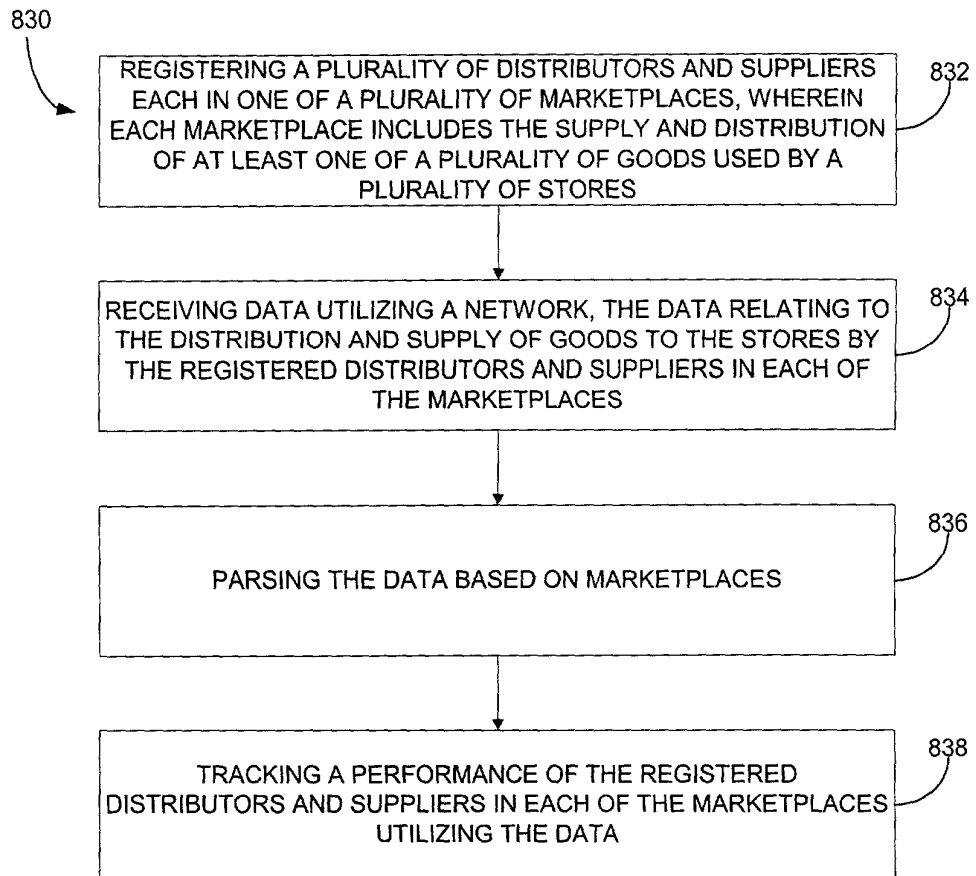 830
REGISTERING A PLURALITY OF DISTRIBUTORS AND SUPPLIERS
EACH IN ONE OF A PLURALITY OF MARKETPLACES, WHEREIN
EACH MARKETPLACE INCLUDES THE SUPPLY AND DISTRIBUTION
OF AT LEAST ONE OF A PLURALITY OF GOODS USED BY A
PLURALITY OF STORES
832
RECEIVING DATA UTILIZING A NETWORK, THE DATA RELATING TO
THE DISTRIBUTION AND SUPPLY OF GOODS TO THE STORES BY
THE REGISTERED DISTRIBUTORS AND SUPPLIERS IN EACH OF
THE MARKETPLACES
834
PARSING THE DATA BASED ON MARKETPLACES
836
TRACKING A PERFORMANCE OF THE REGISTERED
DISTRIBUTORS AND SUPPLIERS IN EACH OF THE MARKETPLACES
UTILIZING THE DATA
838